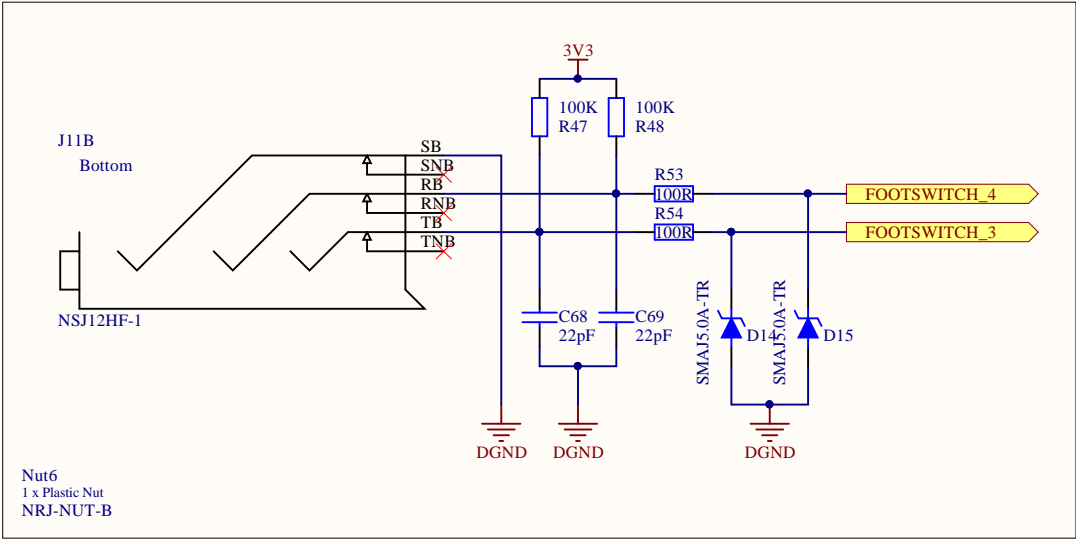 3V3
100K
R47
100K
R48
J11B
Bottom
SB
SNB
RB
RNB
TB
TNB
R53
100R
FOOTSWITCH_4
R54
100R
FOOTSWITCH_3
NSJ12HF-1
C68
22pF
C69
22pF
SMAJ5.0A-TR
D14
SMAJ5.0A-TR
D15
DGND
DGND
DGND
Nut6
1 x Plastic Nut
NRJ-NUT-B